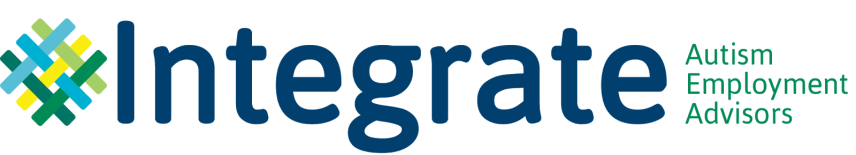 Integrate
Autism
Employment
Advisors